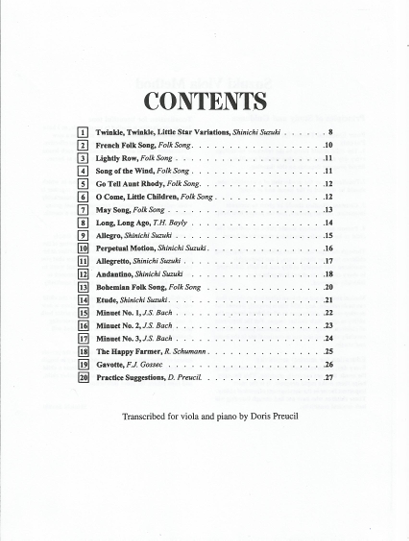 CONTENTS
1 Twinkle, Twinkle, Little Star Variations, Shinichi Suzuki . . . . . . 8
2 French Folk Song, Folk Song . . . . . . . . . . . . . . . . . .10
3 Lightly Row, Folk Song . . . . . . . . . . . . . . . . . . . .11
4 Song of the Wind, Folk Song . . . . . . . . . . . . . . . . . .11
5 Go Tell Aunt Rhody, Folk Song. . . . . . . . . . . . . . . . .12
6 O Come, Little Children, Folk Song . . . . . . . . . . . . . . .12
7 May Song, Folk Song . . . . . . . . . . . . . . . . . . . . .13
8 Long, Long Ago, T.H. Bayly . . . . . . . . . . . . . . . . . .14
9 Allegro, Shinichi Suzuki . . . . . . . . . . . . . . . . . . . .15
10 Perpetual Motion, Shinichi Suzuki. . . . . . . . . . . . . . . .16
11 Allegretto, Shinichi Suzuki . . . . . . . . . . . . . . . . . . .17
12 Andantino, Shinichi Suzuki . . . . . . . . . . . . . . . . . .18
13 Bohemian Folk Song, Folk Song . . . . . . . . . . . . . . . .20
14 Etude, Shinichi Suzuki. . . . . . . . . . . . . . . . . . . . .21
15 Minuet No. 1, J.S. Bach . . . . . . . . . . . . . . . . . . . .22
16 Minuet No. 2, J.S. Bach . . . . . . . . . . . . . . . . . . . .23
17 Minuet No. 3, J.S. Bach . . . . . . . . . . . . . . . . . . . .24
18 The Happy Farmer, R. Schumann . . . . . . . . . . . . . . . .25
19 Gavotte, F.J. Gossec . . . . . . . . . . . . . . . . . . . . .26
20 Practice Suggestions, D. Preucil. . . . . . . . . . . . . . . . .27
Transcribed for viola and piano by Doris Preucil